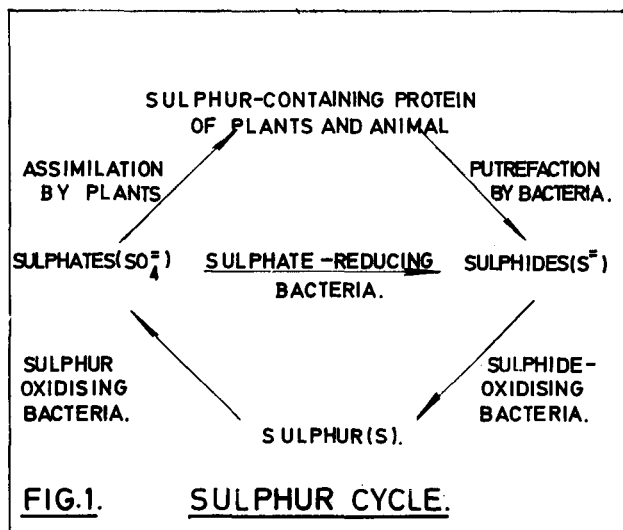 SULPHUR-CONTAINING PROTEIN
OF PLANTS AND ANIMAL
ASSIMILATION
BY PLANTS
PUTREFACTION
BY BACTERIA.
SULPHATES(SO4=)
SULPHATE-REDUCING
BACTERIA.
SULPHIDES(S=)
SULPHUR
OXIDISING
BACTERIA.
SULPHIDE-
OXIDISING
BACTERIA.
SULPHUR(S).
FIG.1. SULPHUR CYCLE.